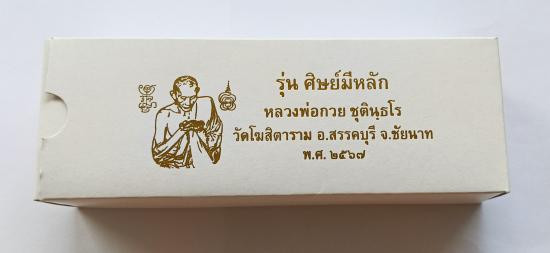 รุ่น ศิษย์มีหลัก
หลวงพ่อกวย ชุตินฺธโร
วัดโฆสิตาราม อ.สรรคบุรี จ.ชัยนาท
พ.ศ. ๒๕๖๗